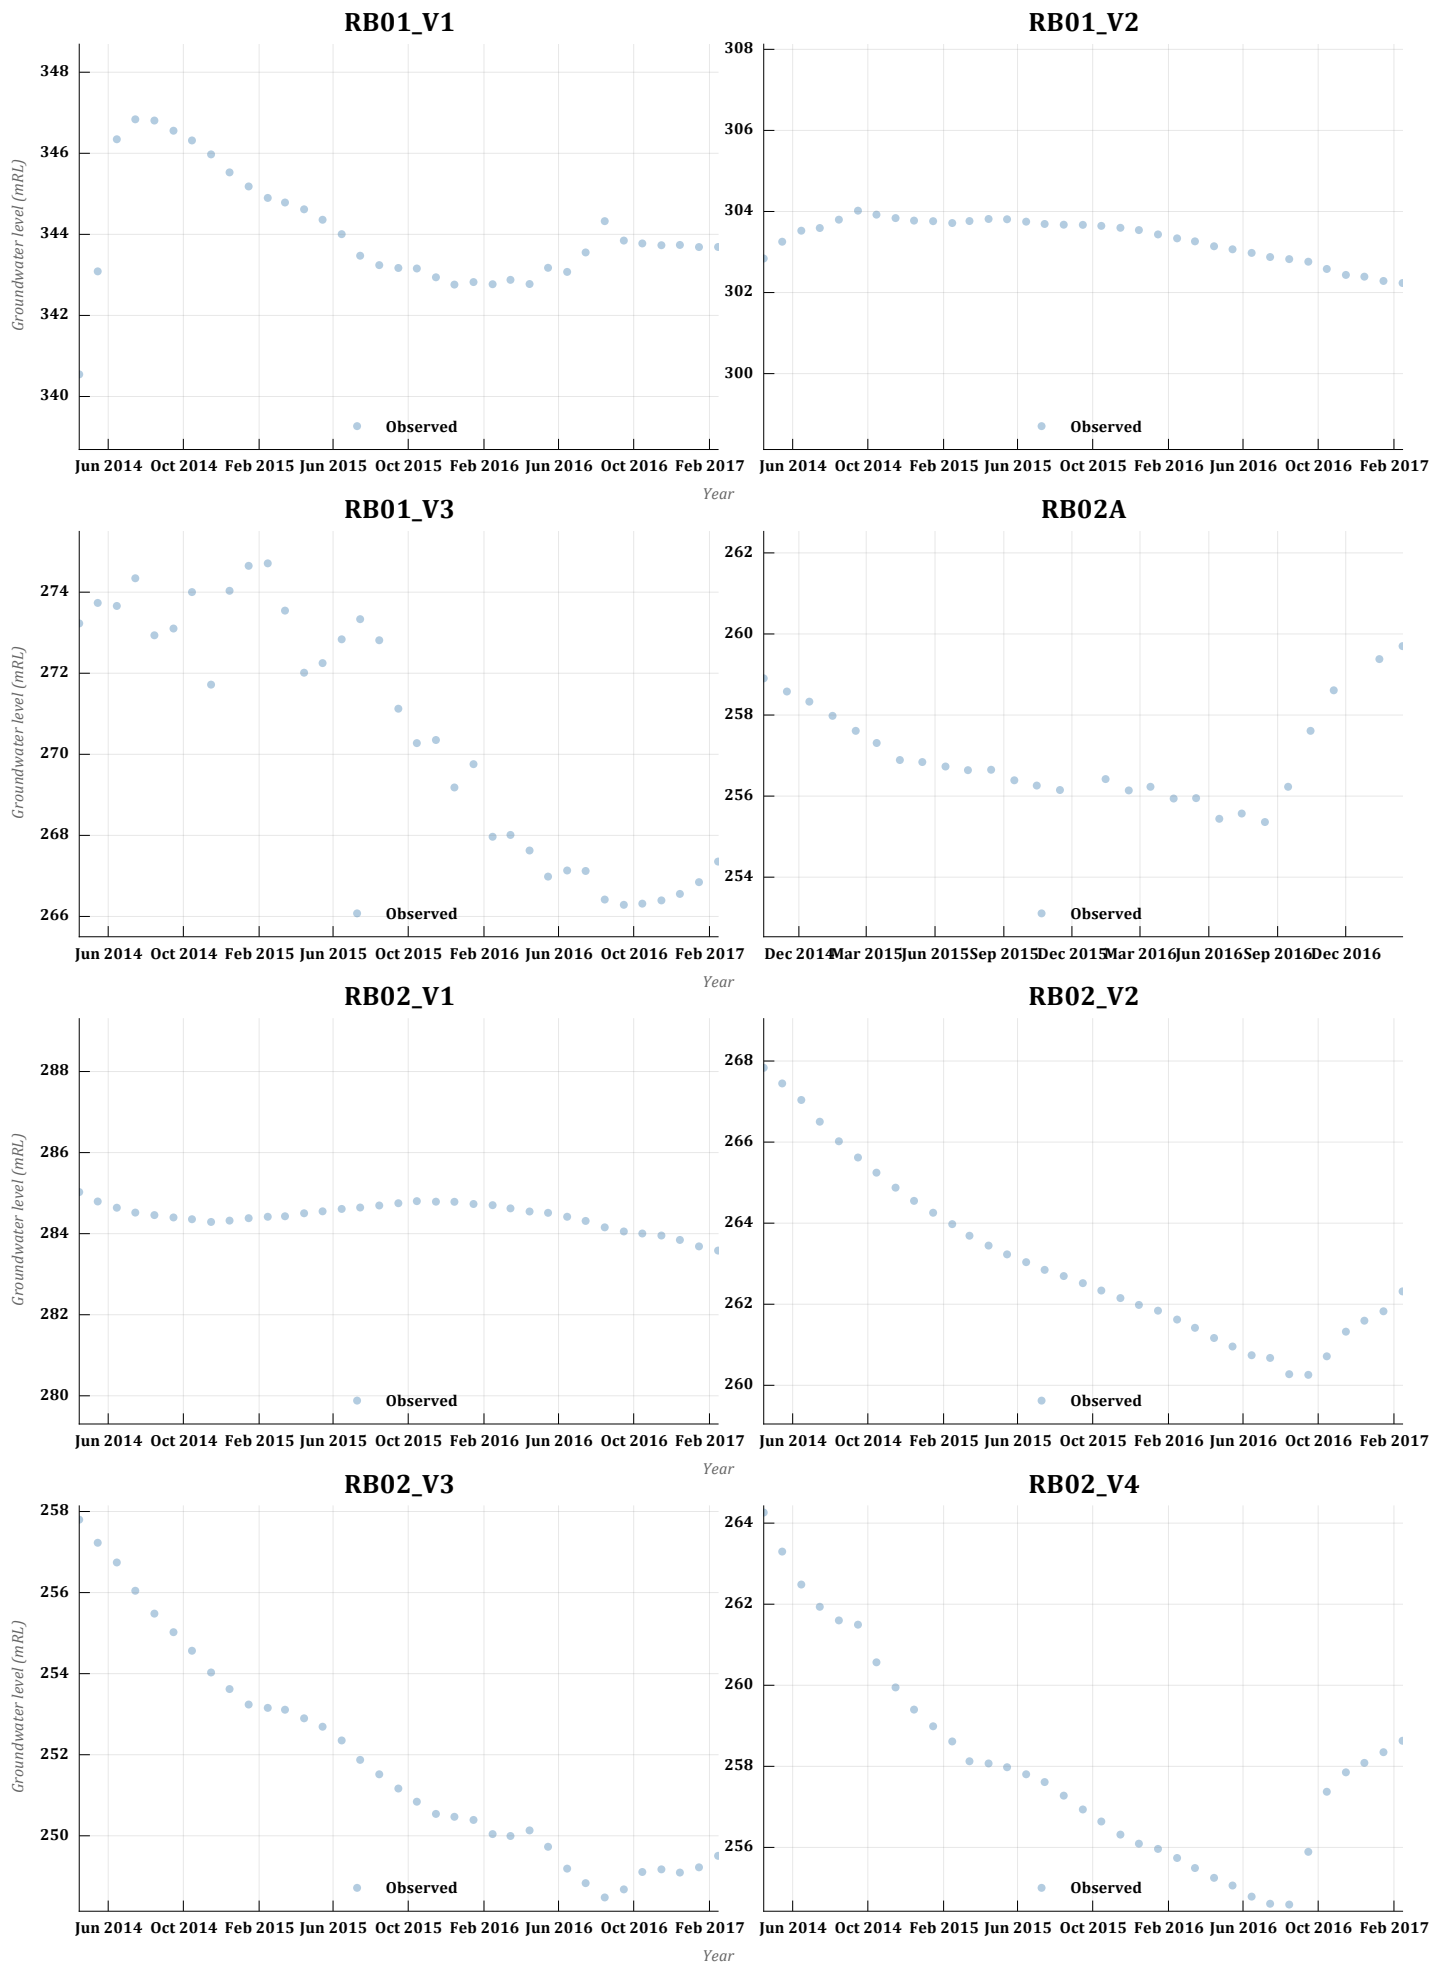 RB01_V1
RB01_V2
348
346
344
342
340
Groundwater level (mRL)
308
306
304
302
300
Observed
Observed
Jun 2014 Oct 2014 Feb 2015 Jun 2015 Oct 2015 Feb 2016 Jun 2016 Oct 2016 Feb 2017
Jun 2014 Oct 2014 Feb 2015 Jun 2015 Oct 2015 Feb 2016 Jun 2016 Oct 2016 Feb 2017
Year
RB01_V3
RB02A
274
272
270
268
266
Groundwater level (mRL)
262
260
258
256
254
Observed
Observed
Jun 2014 Oct 2014 Feb 2015 Jun 2015 Oct 2015 Feb 2016 Jun 2016 Oct 2016 Feb 2017
Dec 2014 Mar 2015 Jun 2015 Sep 2015 Dec 2015 Mar 2016 Jun 2016 Sep 2016 Dec 2016
Year
RB02_V1
RB02_V2
288
286
284
282
280
Groundwater level (mRL)
268
266
264
262
260
Observed
Observed
Jun 2014 Oct 2014 Feb 2015 Jun 2015 Oct 2015 Feb 2016 Jun 2016 Oct 2016 Feb 2017
Jun 2014 Oct 2014 Feb 2015 Jun 2015 Oct 2015 Feb 2016 Jun 2016 Oct 2016 Feb 2017
Year
RB02_V3
RB02_V4
258
256
254
252
250
Groundwater level (mRL)
264
262
260
258
256
Observed
Observed
Jun 2014 Oct 2014 Feb 2015 Jun 2015 Oct 2015 Feb 2016 Jun 2016 Oct 2016 Feb 2017
Jun 2014 Oct 2014 Feb 2015 Jun 2015 Oct 2015 Feb 2016 Jun 2016 Oct 2016 Feb 2017
Year